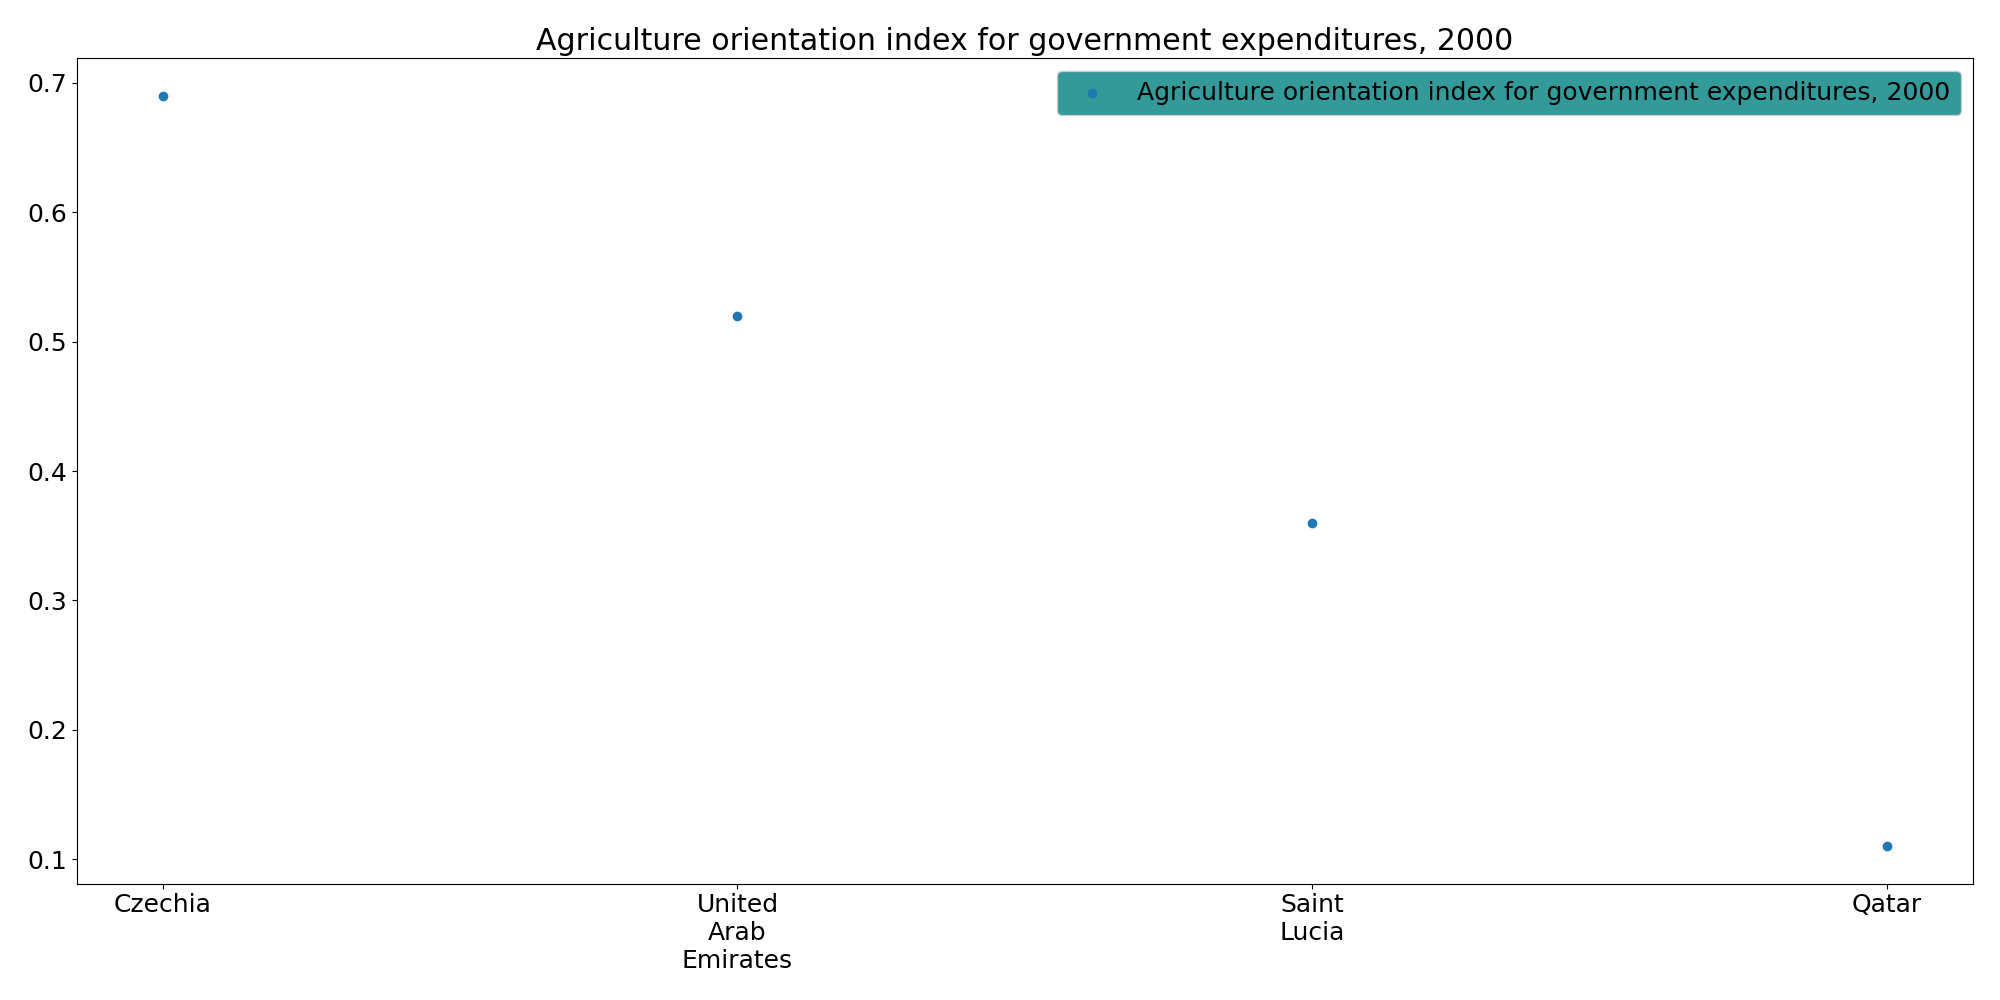 Agriculture orientation index for government expenditures, 2000
Agriculture orientation index for government expenditures, 2000
0.7
0.6
0.5
0.4
0.3
0.2
0.1
Czechia
United
Arab
Emirates
Saint
Lucia
Qatar